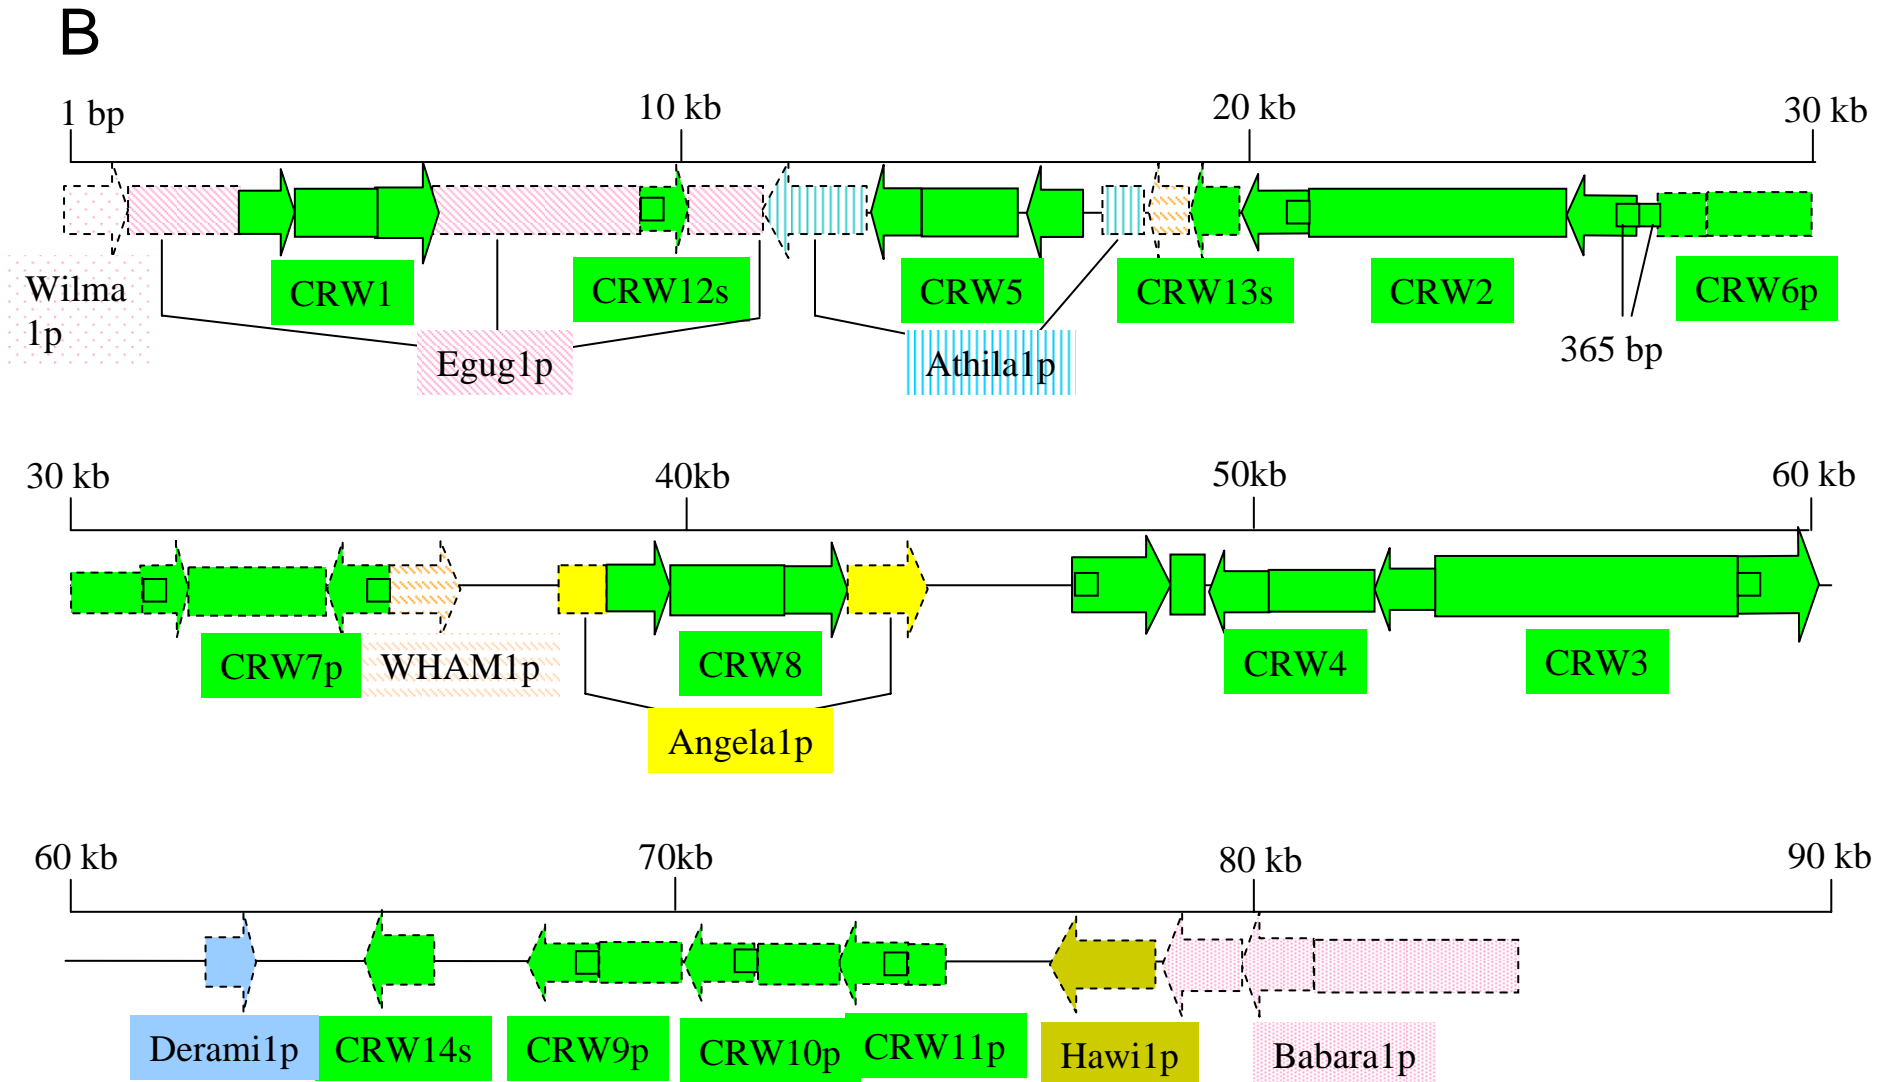 B
1 bp 10 kb 20 kb 30 kb
Wilma
1p
CRW1 CRW12s CRW5 CRW13s CRW2 CRW6p
Egug1p Athila1p 365 bp
30 kb 40kb 50kb 60 kb
CRW7p WHAM1p CRW8 CRW4 CRW3
Angela1p
60 kb 70kb 80 kb 90 kb
Derami1p CRW14s CRW9p CRW10p CRW11p Hawi1p Babara1p